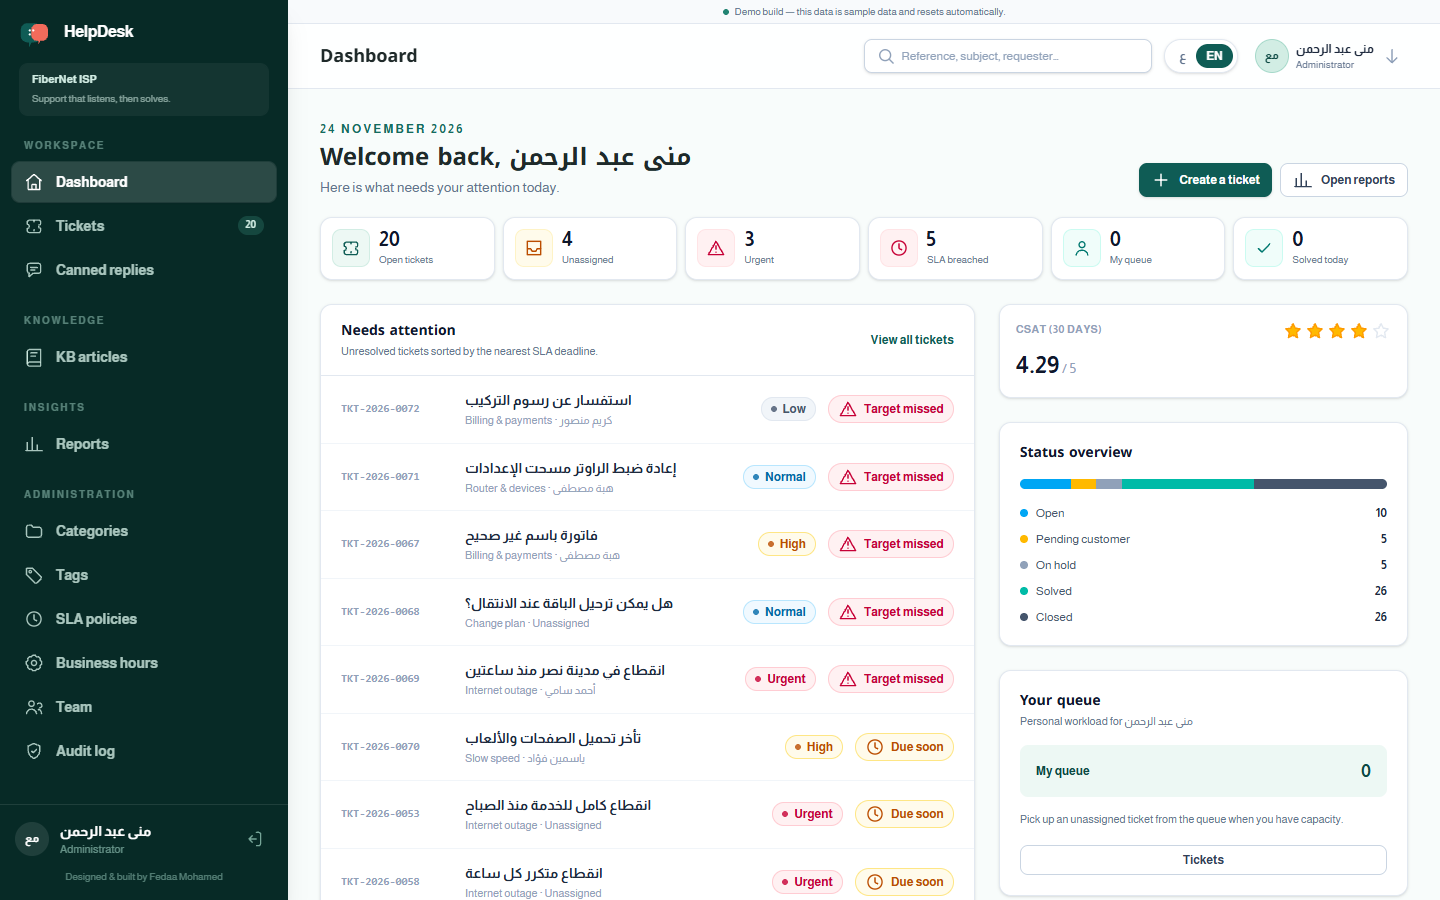 HelpDesk
FiberNet ISP
Support that listens, then solves.
WORKSPACE
Dashboard
Tickets 20
Canned replies
KNOWLEDGE
KB articles
INSIGHTS
Reports
ADMINISTRATION
Categories
Tags
SLA policies
Business hours
Team
Audit log
مع
منى عبد الرحمن
Administrator
Designed & built by Fedaa Mohamed
Demo build — this data is sample data and resets automatically.
Dashboard
Reference, subject, requester...
ع EN
مع
منى عبد الرحمن
Administrator
24 NOVEMBER 2026
Welcome back, منى عبد الرحمن
Here is what needs your attention today.
Create a ticket
Open reports
20
Open tickets
4
Unassigned
3
Urgent
5
SLA breached
0
My queue
0
Solved today
Needs attention
Unresolved tickets sorted by the nearest SLA deadline.
View all tickets
TKT-2026-0072
استفسار عن رسوم التركيب
Billing & payments · كريم منصور
Low
Target missed
TKT-2026-0071
إعادة ضبط الراوتر مسحت الإعدادات
Router & devices · هبة مصطفى
Normal
Target missed
TKT-2026-0067
فاتورة باسم غير صحيح
Billing & payments · هبة مصطفى
High
Target missed
TKT-2026-0068
هل يمكن ترحيل الباقة عند الانتقال؟
Change plan · Unassigned
Normal
Target missed
TKT-2026-0069
انقطاع في مدينة نصر منذ ساعتين
Internet outage · أحمد سامي
Urgent
Target missed
TKT-2026-0070
تأخر تحميل الصفحات والألعاب
Slow speed · ياسمين فؤاد
High
Due soon
TKT-2026-0053
انقطاع كامل للخدمة منذ الصباح
Internet outage · Unassigned
Urgent
Due soon
TKT-2026-0058
انقطاع متكرر كل ساعة
Internet outage · Unassigned
Urgent
Due soon
CSAT (30 DAYS)
4.29 / 5
Status overview
Open 10
Pending customer 5
On hold 5
Solved 26
Closed 26
Your queue
Personal workload for منى عبد الرحمن
My queue 0
Pick up an unassigned ticket from the queue when you have capacity.
Tickets